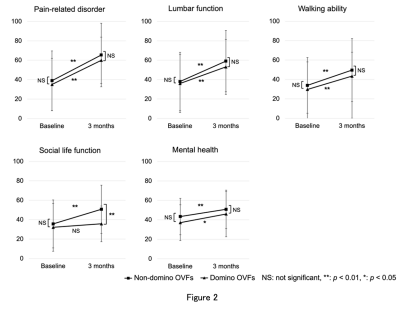 Pain-related disorder
100
80
60
40
20
0
NS
**
**
NS
Baseline
3 months
Lumbar function
100
80
60
40
20
0
NS
**
**
NS
Baseline
3 months
Walking ability
100
80
60
40
20
0
NS
**
**
NS
Baseline
3 months
Social life function
100
80
60
40
20
0
NS
**
NS
**
Baseline
3 months
Mental health
100
80
60
40
20
0
NS
**
*
NS
Baseline
3 months
Non-domino OVFs Domino OVFs NS: not significant, **: p < 0.01, *: p < 0.05
Figure 2